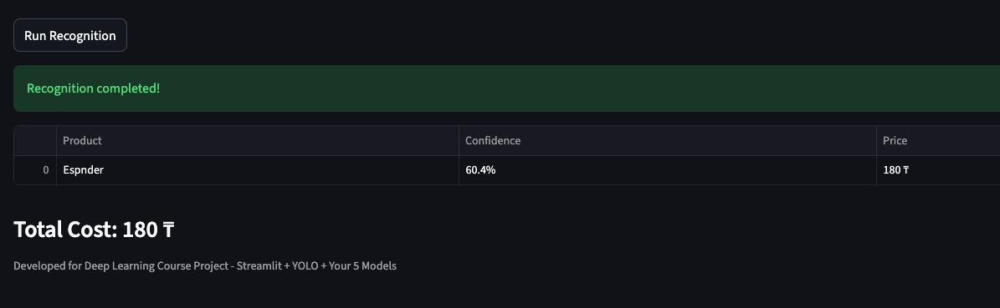 Run Recognition
Recognition completed!
Product Confidence Price
0 Espnder 60.4% 180 ₸
Total Cost: 180 ₸
Developed for Deep Learning Course Project - Streamlit + YOLO + Your 5 Models